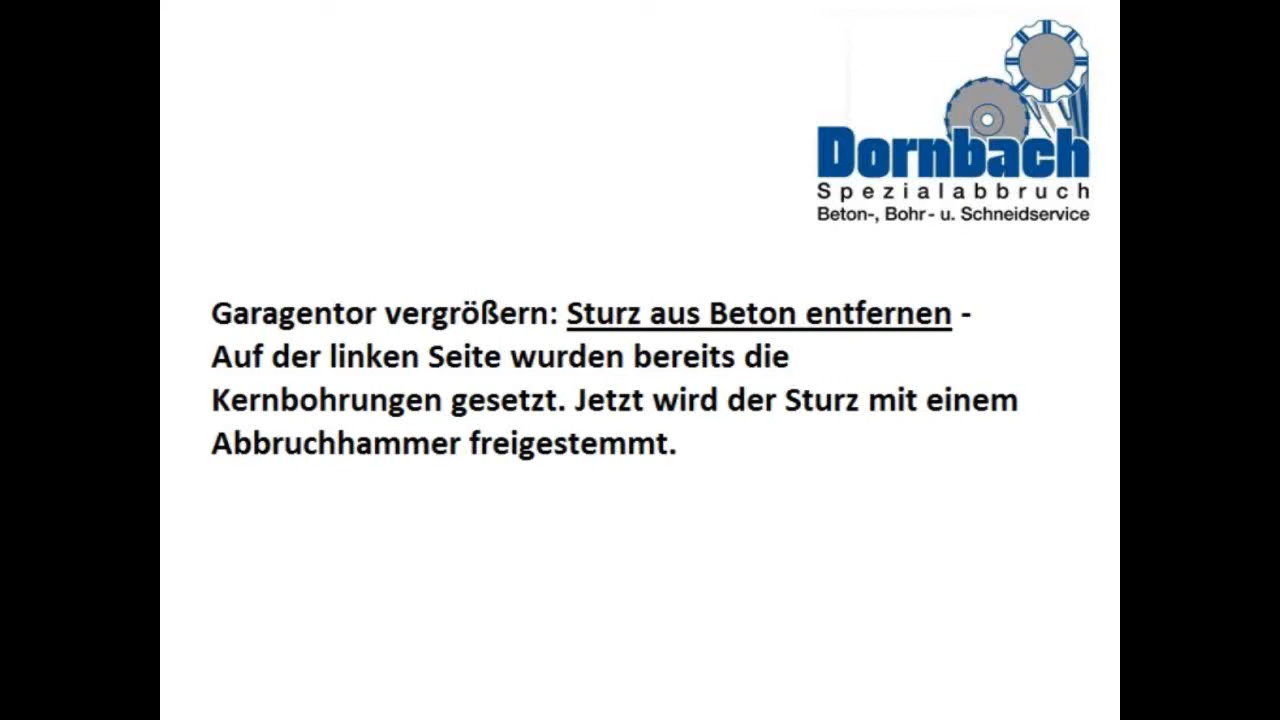 Dornbach
Spezialabbruch
Beton-, Bohr- u. Schneidservice
Garagentor vergrößern: Sturz aus Beton entfernen -
Auf der linken Seite wurden bereits die
Kernbohrungen gesetzt. Jetzt wird der Sturz mit einem
Abbruchhammer freigestemmt.